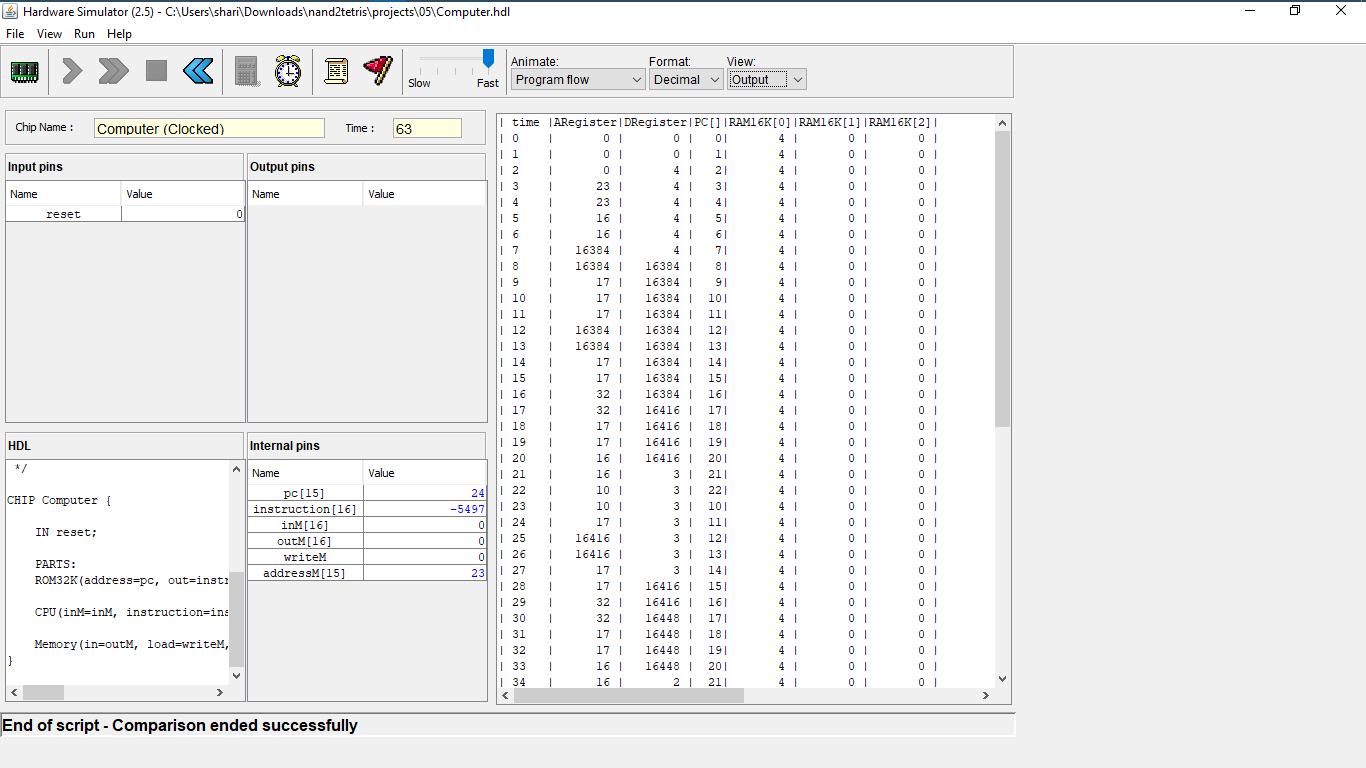 Hardware Simulator (2.5) - C:\Users\shari\Downloads\nand2tetris\projects\05\Computer.hdl
File View Run Help
Slow Fast
Animate: Format: View:
Program flow Decimal Output
Chip Name : Computer (Clocked) Time : 63
Input pins
Name Value
reset 0
Output pins
Name Value
HDL
*/
CHIP Computer {
IN reset;
PARTS:
ROM32K(address=pc, out=instr
CPU(inM=inM, instruction=ins
Memory(in=outM, load=writeM,
}
Internal pins
Name Value
pc[15] 24
instruction[16] -5497
inM[16] 0
outM[16] 0
writeM 0
addressM[15] 23
| time |ARegister|DRegister|PC[]|RAM16K[0]|RAM16K[1]|RAM16K[2]|
| 0 | 0 | 0 | 0| 4 | 0 | 0 |
| 1 | 0 | 0 | 1| 4 | 0 | 0 |
| 2 | 0 | 4 | 2| 4 | 0 | 0 |
| 3 | 23 | 4 | 3| 4 | 0 | 0 |
| 4 | 23 | 4 | 4| 4 | 0 | 0 |
| 5 | 16 | 4 | 5| 4 | 0 | 0 |
| 6 | 16 | 4 | 6| 4 | 0 | 0 |
| 7 | 16384 | 4 | 7| 4 | 0 | 0 |
| 8 | 16384 | 16384 | 8| 4 | 0 | 0 |
| 9 | 17 | 16384 | 9| 4 | 0 | 0 |
| 10 | 17 | 16384 | 10| 4 | 0 | 0 |
| 11 | 17 | 16384 | 11| 4 | 0 | 0 |
| 12 | 16384 | 16384 | 12| 4 | 0 | 0 |
| 13 | 16384 | 16384 | 13| 4 | 0 | 0 |
| 14 | 17 | 16384 | 14| 4 | 0 | 0 |
| 15 | 17 | 16384 | 15| 4 | 0 | 0 |
| 16 | 32 | 16384 | 16| 4 | 0 | 0 |
| 17 | 32 | 16416 | 17| 4 | 0 | 0 |
| 18 | 17 | 16416 | 18| 4 | 0 | 0 |
| 19 | 17 | 16416 | 19| 4 | 0 | 0 |
| 20 | 16 | 16416 | 20| 4 | 0 | 0 |
| 21 | 16 | 3 | 21| 4 | 0 | 0 |
| 22 | 10 | 3 | 22| 4 | 0 | 0 |
| 23 | 10 | 3 | 10| 4 | 0 | 0 |
| 24 | 17 | 3 | 11| 4 | 0 | 0 |
| 25 | 16416 | 3 | 12| 4 | 0 | 0 |
| 26 | 16416 | 3 | 13| 4 | 0 | 0 |
| 27 | 17 | 3 | 14| 4 | 0 | 0 |
| 28 | 17 | 16416 | 15| 4 | 0 | 0 |
| 29 | 32 | 16416 | 16| 4 | 0 | 0 |
| 30 | 32 | 16448 | 17| 4 | 0 | 0 |
| 31 | 17 | 16448 | 18| 4 | 0 | 0 |
| 32 | 17 | 16448 | 19| 4 | 0 | 0 |
| 33 | 16 | 16448 | 20| 4 | 0 | 0 |
| 34 | 16 | 2 | 21| 4 | 0 | 0 |
End of script - Comparison ended successfully